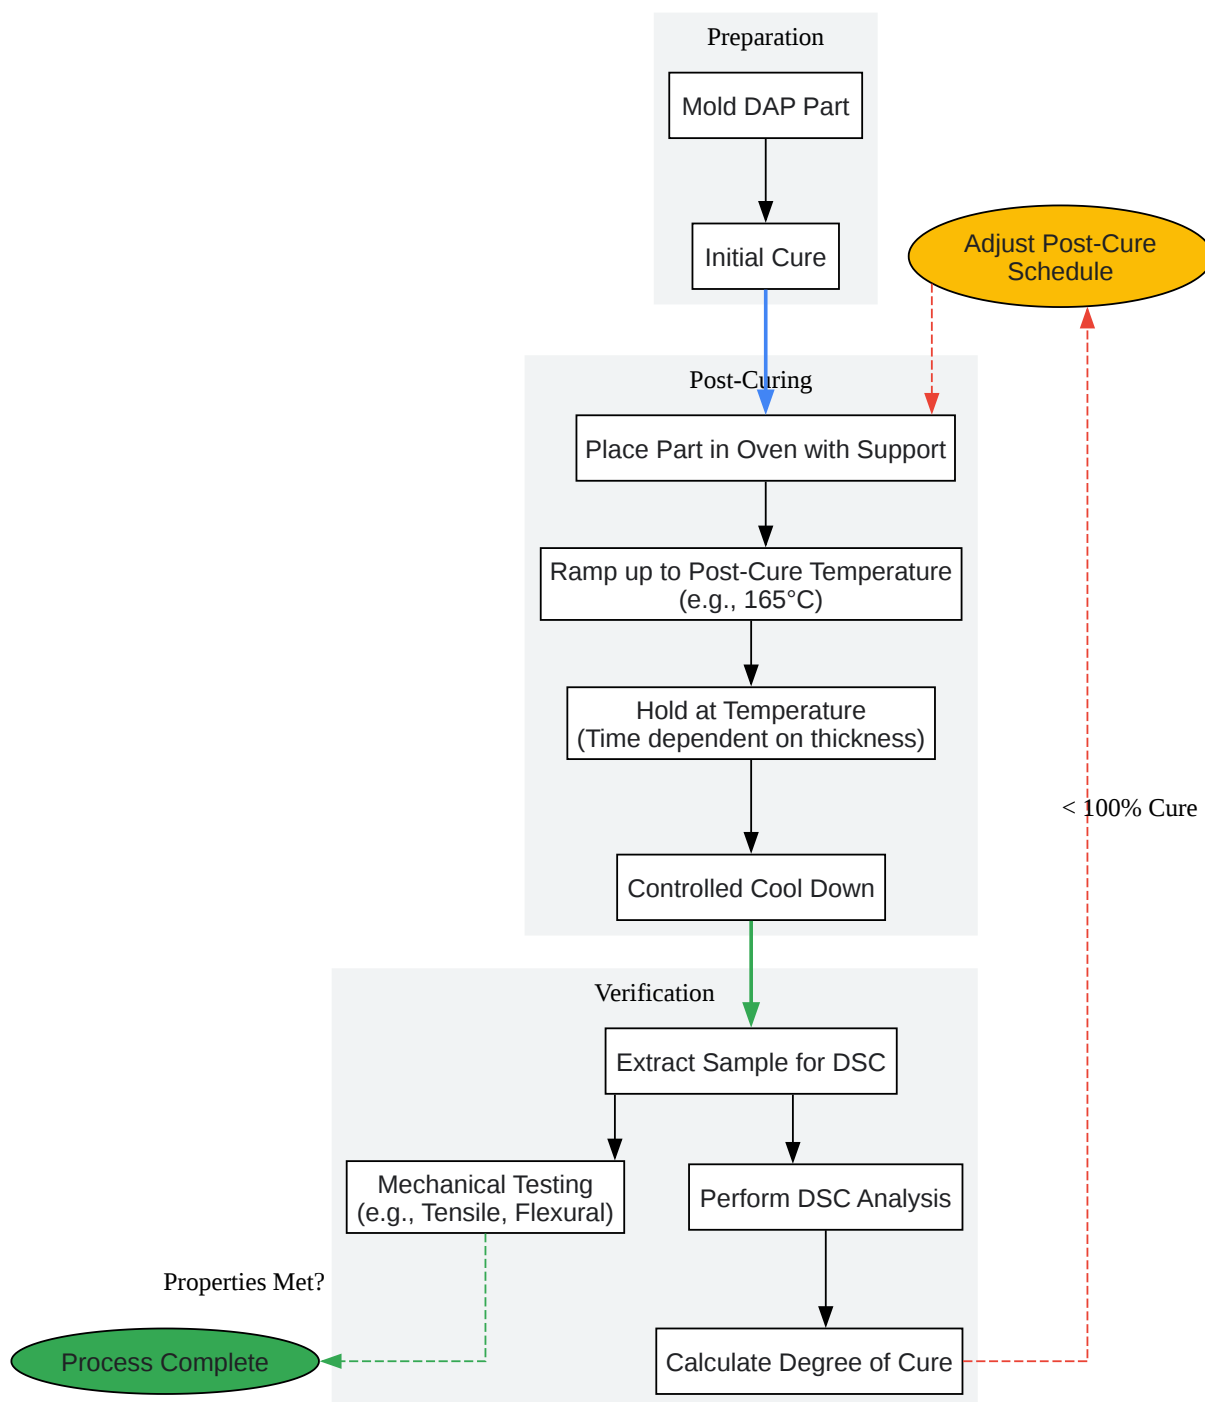 Preparation
Mold DAP Part
Initial Cure
Adjust Post-Cure
Schedule
Post-Curing
Place Part in Oven with Support
Ramp up to Post-Cure Temperature
(e.g., 165°C)
Hold at Temperature
(Time dependent on thickness)
< 100% Cure
Controlled Cool Down
Verification
Extract Sample for DSC
Mechanical Testing
(e.g., Tensile, Flexural)
Perform DSC Analysis
Properties Met?
Process Complete
Calculate Degree of Cure